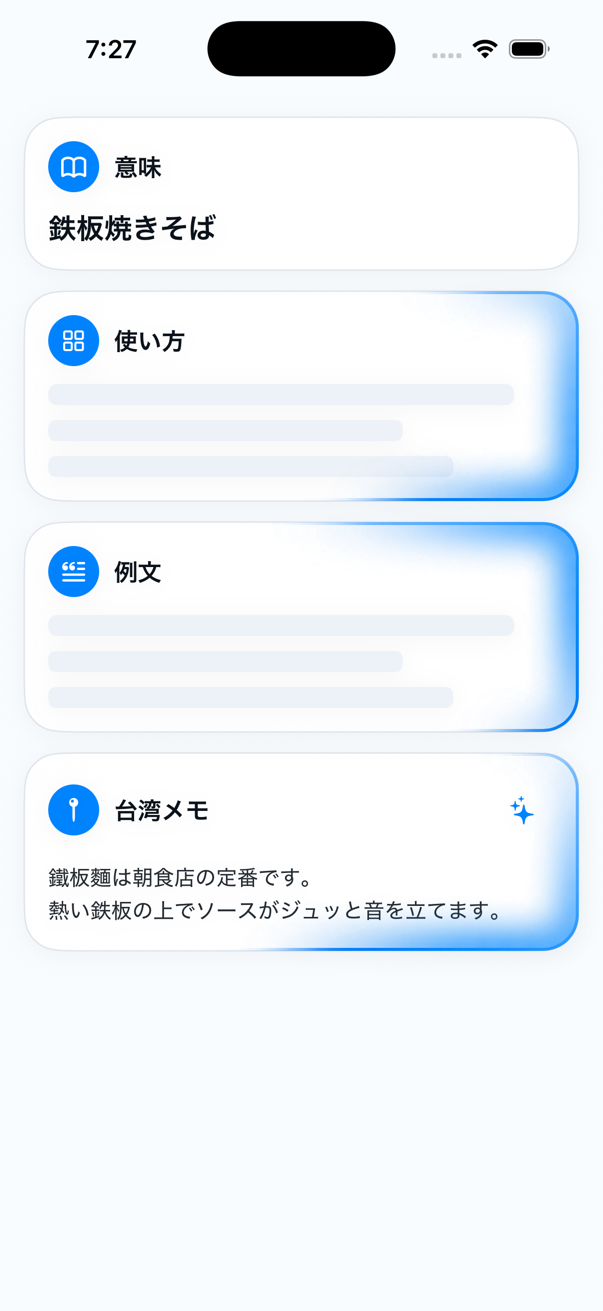 7:27
意味
鉄板焼きそば
使い方
例文
台湾メモ
鐵板麵は朝食店の定番です。
熱い鉄板の上でソースがジュッと音を立てます。